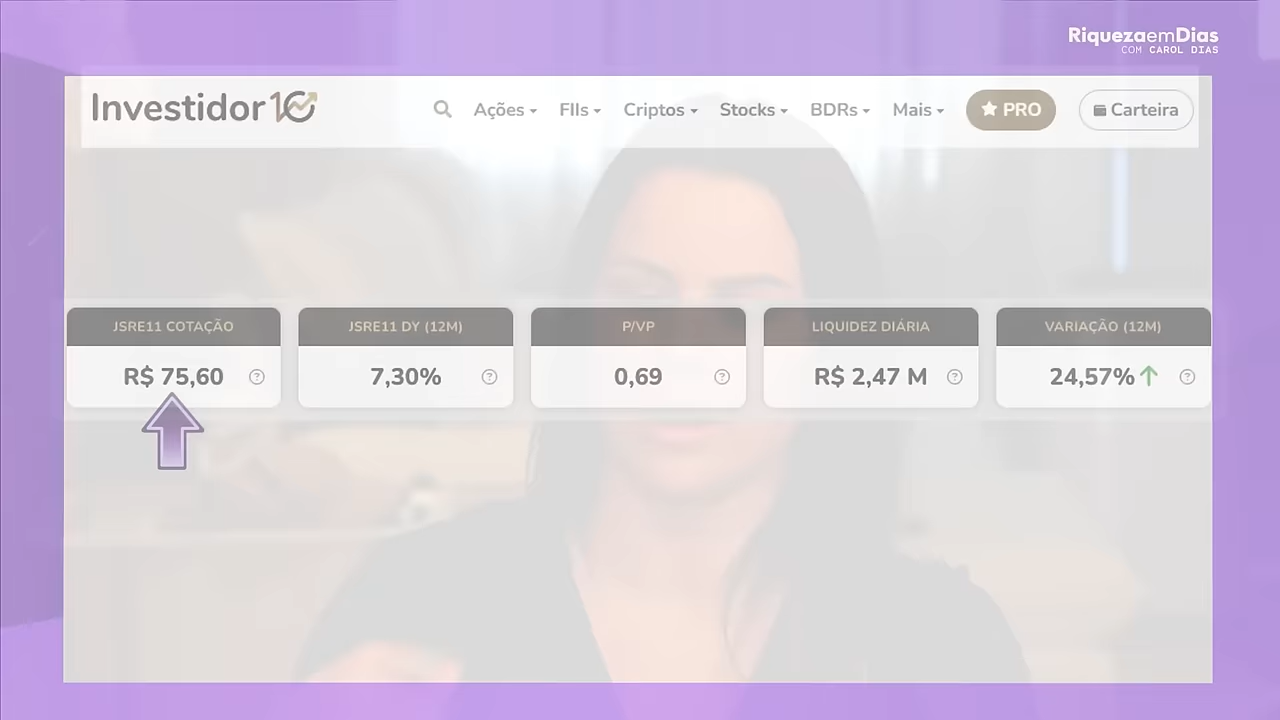 RiquezaemDias
COM CAROL DIAS
Investidor10
Ações
FIIs
Criptos
Stocks
BDRs
Mais
PRO
Carteira
JSRE11 COTAÇÃO
JSRE11 DY (12M)
P/VP
LIQUIDEZ DIÁRIA
VARIAÇÃO (12M)
R$ 75,60
7,30%
0,69
R$ 2,47 M
24,57%